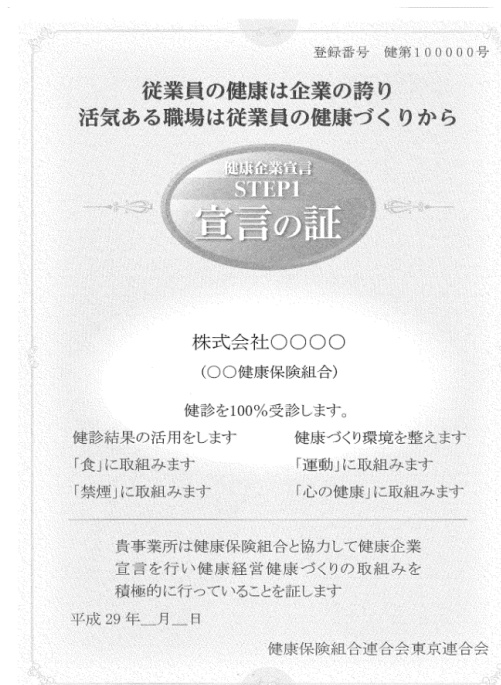 登録番号　健第100000号
従業員の健康は企業の誇り
活気ある職場は従業員の健康づくりから
健康企業宣言
STEP1
宣言の証
株式会社〇〇〇〇
（〇〇健康保険組合）
健診を100％受診します。
健診結果の活用をします　健康づくり環境を整えます
「食」に取組みます　「運動」に取組みます
「禁煙」に取組みます　「心の健康」に取組みます
貴事業所は健康保険組合と協力して健康企業
宣言を行い健康経営健康づくりの取組みを
積極的に行っていることを証します
平成 29 年__月__日
健康保険組合連合会東京連合会